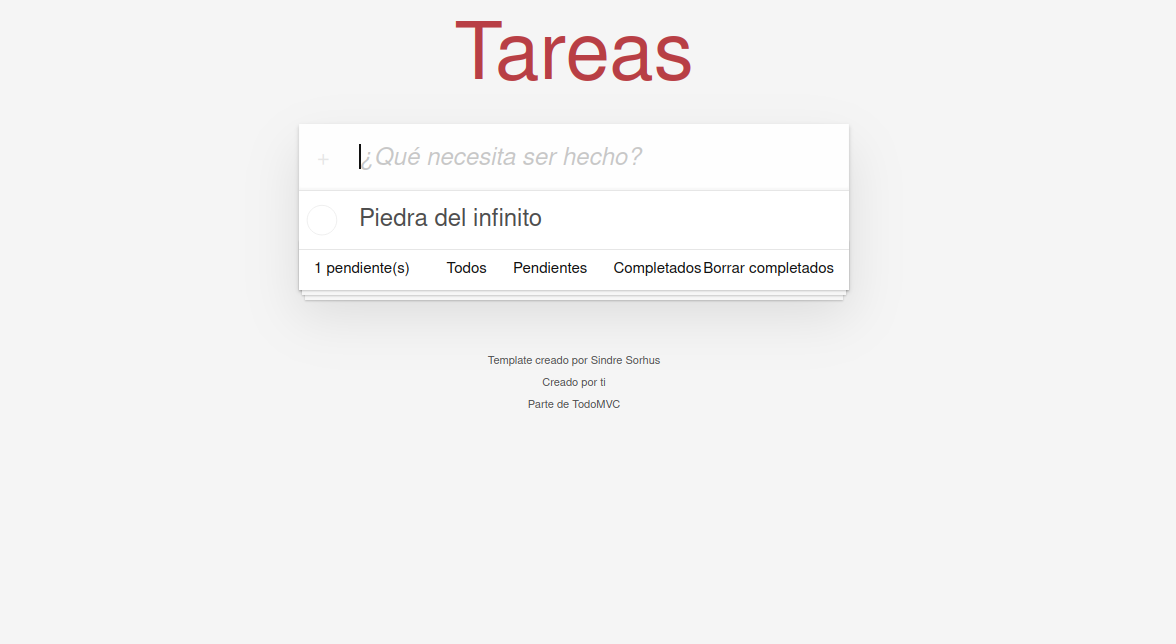 Tareas
+ ¿Qué necesita ser hecho?
Piedra del infinito
1 pendiente(s) Todos Pendientes Completados Borrar completados
Template creado por Sindre Sorhus
Creado por ti
Parte de TodoMVC